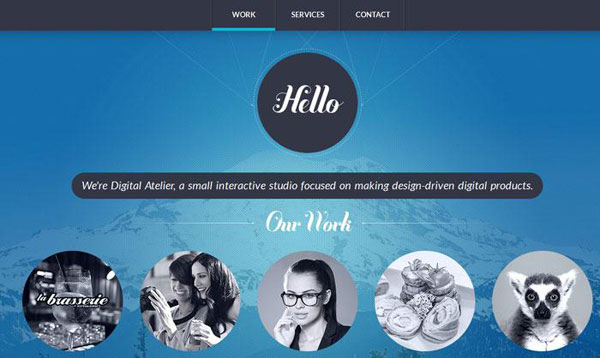 WORK SERVICES CONTACT
Hello
We're Digital Atelier, a small interactive studio focused on making design-driven digital products.
Our Work
la
brasserie